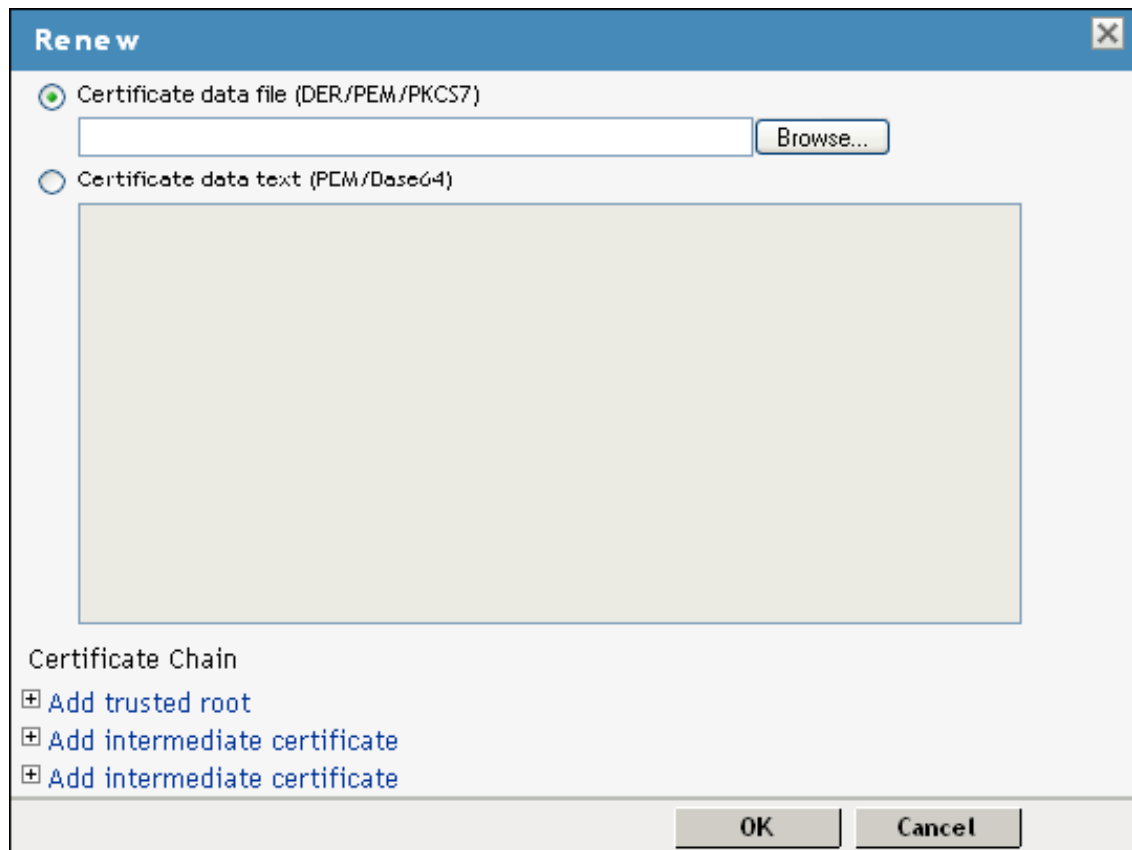 Renew
Certificate data file (DER/PEM/PKCS7)
Browse...
Certificate data text (PEM/Base64)
Certificate Chain
Add trusted root
Add intermediate certificate
Add intermediate certificate
OK Cancel